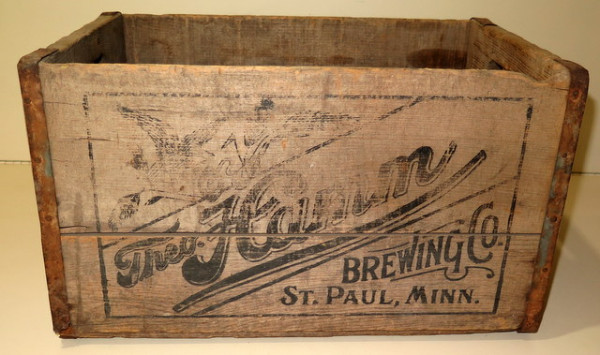 Theo. Hamm
BREWING CO.
ST. PAUL, MINN.